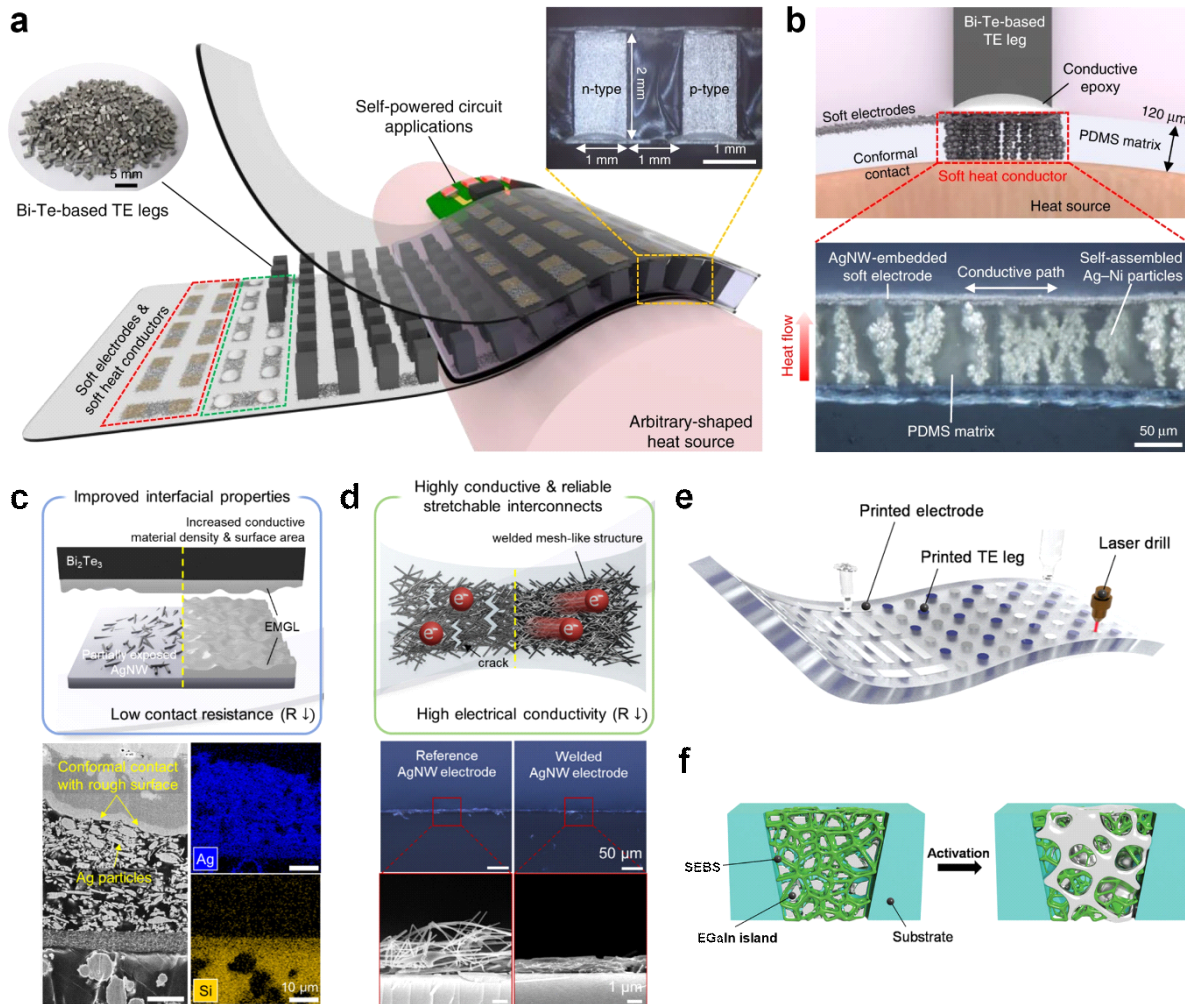 a
5 mm
Bi-Te-based TE legs
Self-powered circuit
applications
n-type
2 mm
p-type
1 mm
1 mm
1 mm
Soft electrodes &
soft heat conductors
Arbitrary-shaped
heat source
b
Bi-Te-based
TE leg
Conductive
epoxy
Soft electrodes
120 μm
PDMS matrix
Conformal
contact
Soft heat conductor
Heat source
AgNW-embedded
soft electrode
Conductive path
Self-assembled
Ag–Ni particles
Heat flow
PDMS matrix
50 μm
c
Improved interfacial properties
Increased conductive
material density & surface area
Bi₂Te₃
EMGL
Partially exposed
AgNW
Low contact resistance (R ↓)
Conformal contact
with rough surface
Ag particles
Ag
Si
10 μm
d
Highly conductive & reliable
stretchable interconnects
welded mesh-like structure
e⁻
e⁻
e⁻
e⁻
crack
High electrical conductivity (R ↓)
Reference
AgNW electrode
Welded
AgNW electrode
50 μm
1 μm
e
Printed electrode
Printed TE leg
Laser drill
f
SEBS
EGaIn island
Activation
Substrate